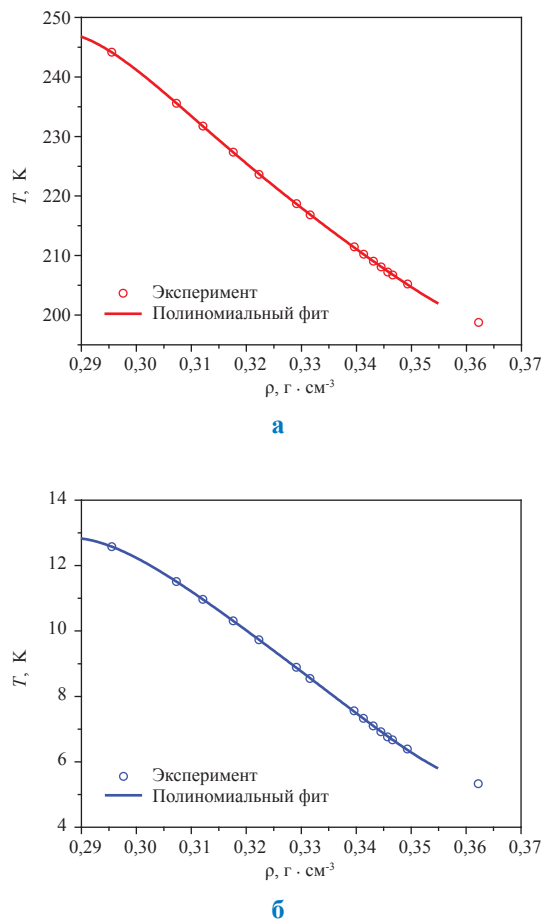 250
240
230
220
210
200
T, K
Эксперимент
Полиномиальный фит
0,29 0,30 0,31 0,32 0,33 0,34 0,35 0,36 0,37
ρ, г · см-3
а
14
12
10
8
6
4
T, K
Эксперимент
Полиномиальный фит
0,29 0,30 0,31 0,32 0,33 0,34 0,35 0,36 0,37
ρ, г · см-3
б